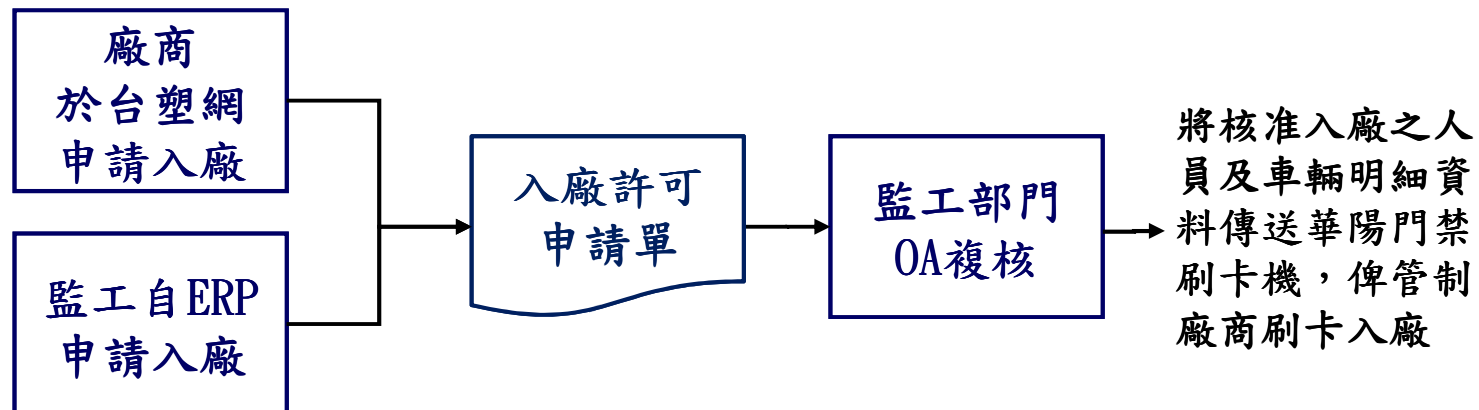 廠商
於台塑網
申請入廠
監工自ERP
申請入廠
入廠許可
申請單
監工部門
OA複核
將核准入廠之人
員及車輛明細資
料傳送華陽門禁
刷卡機，俾管制
廠商刷卡入廠